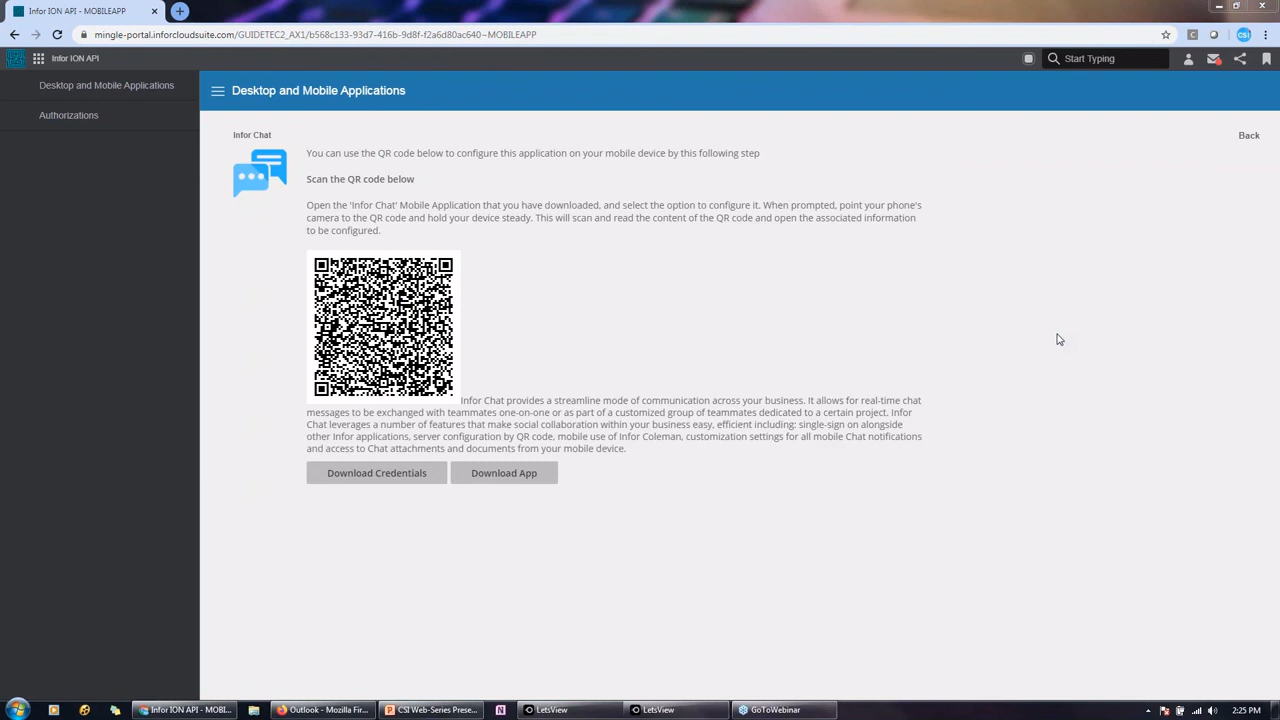 Infor ION API - MOBILEAPP
mingle-portal.inforcloudsuite.com/GUIDETEC2_AX1/b568c133-93d7-416b-9d8f-f2a6d80ac640~MOBILEAPP
CSI
Infor ION API
Start Typing
Desktop and Mobile Applications
Authorizations
Desktop and Mobile Applications
Infor Chat
Back
You can use the QR code below to configure this application on your mobile device by this following step
Scan the QR code below
Open the 'Infor Chat' Mobile Application that you have downloaded, and select the option to configure it. When prompted, point your phone's
camera to the QR code and hold your device steady. This will scan and read the content of the QR code and open the associated information
to be configured.
Infor Chat provides a streamline mode of communication across your business. It allows for real-time chat
messages to be exchanged with teammates one-on-one or as part of a customized group of teammates dedicated to a certain project. Infor
Chat leverages a number of features that make social collaboration within your business easy, efficient including: single-sign on alongside
other Infor applications, server configuration by QR code, mobile use of Infor Coleman, customization settings for all mobile Chat notifications
and access to Chat attachments and documents from your mobile device.
Download Credentials
Download App
Infor ION API - MOBI...
Outlook - Mozilla Fir...
CSI Web-Series Prese...
LetsView
LetsView
GoToWebinar
2:25 PM